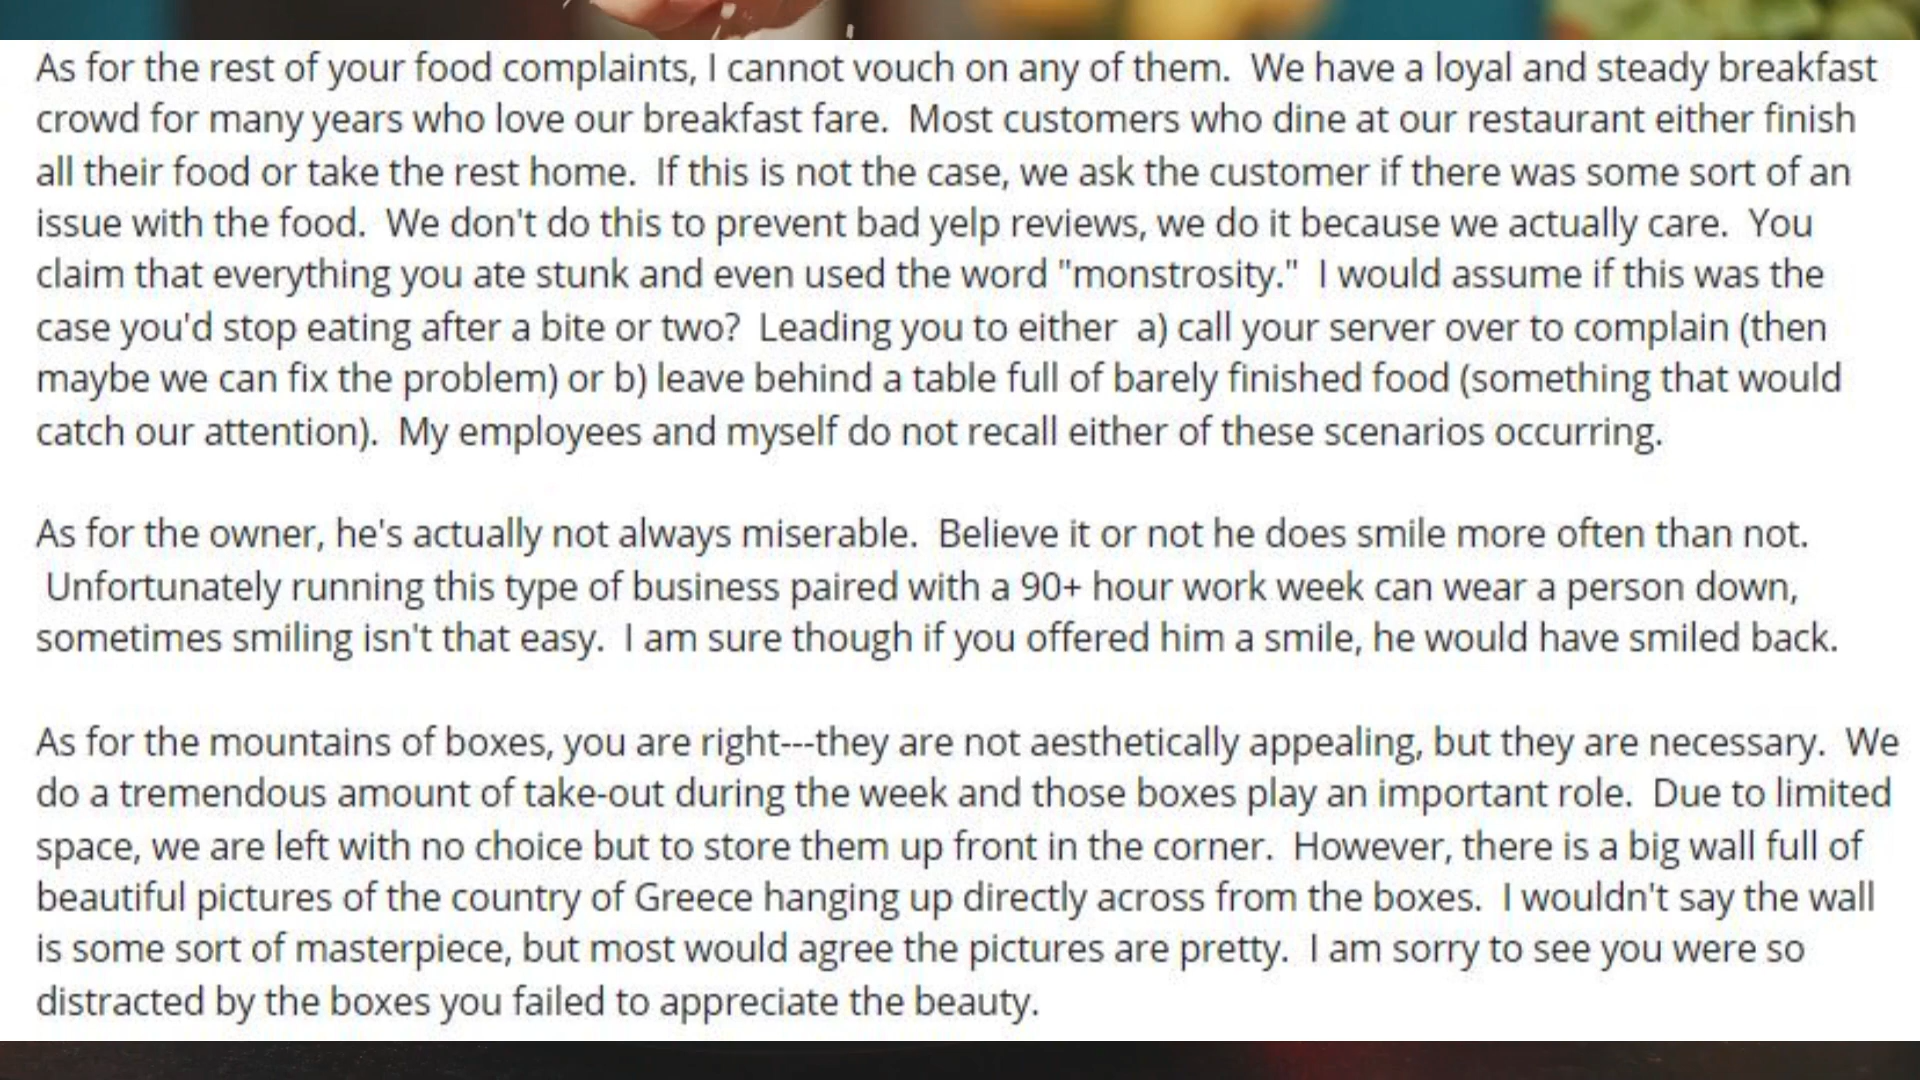 As for the rest of your food complaints, I cannot vouch on any of them.  We have a loyal and steady breakfast
crowd for many years who love our breakfast fare.  Most customers who dine at our restaurant either finish
all their food or take the rest home.  If this is not the case, we ask the customer if there was some sort of an
issue with the food.  We don't do this to prevent bad yelp reviews, we do it because we actually care.  You
claim that everything you ate stunk and even used the word "monstrosity."  I would assume if this was the
case you'd stop eating after a bite or two?  Leading you to either  a) call your server over to complain (then
maybe we can fix the problem) or b) leave behind a table full of barely finished food (something that would
catch our attention).  My employees and myself do not recall either of these scenarios occurring.
As for the owner, he's actually not always miserable.  Believe it or not he does smile more often than not.
Unfortunately running this type of business paired with a 90+ hour work week can wear a person down,
sometimes smiling isn't that easy.  I am sure though if you offered him a smile, he would have smiled back.
As for the mountains of boxes, you are right---they are not aesthetically appealing, but they are necessary.  We
do a tremendous amount of take-out during the week and those boxes play an important role.  Due to limited
space, we are left with no choice but to store them up front in the corner.  However, there is a big wall full of
beautiful pictures of the country of Greece hanging up directly across from the boxes.  I wouldn't say the wall
is some sort of masterpiece, but most would agree the pictures are pretty.  I am sorry to see you were so
distracted by the boxes you failed to appreciate the beauty.